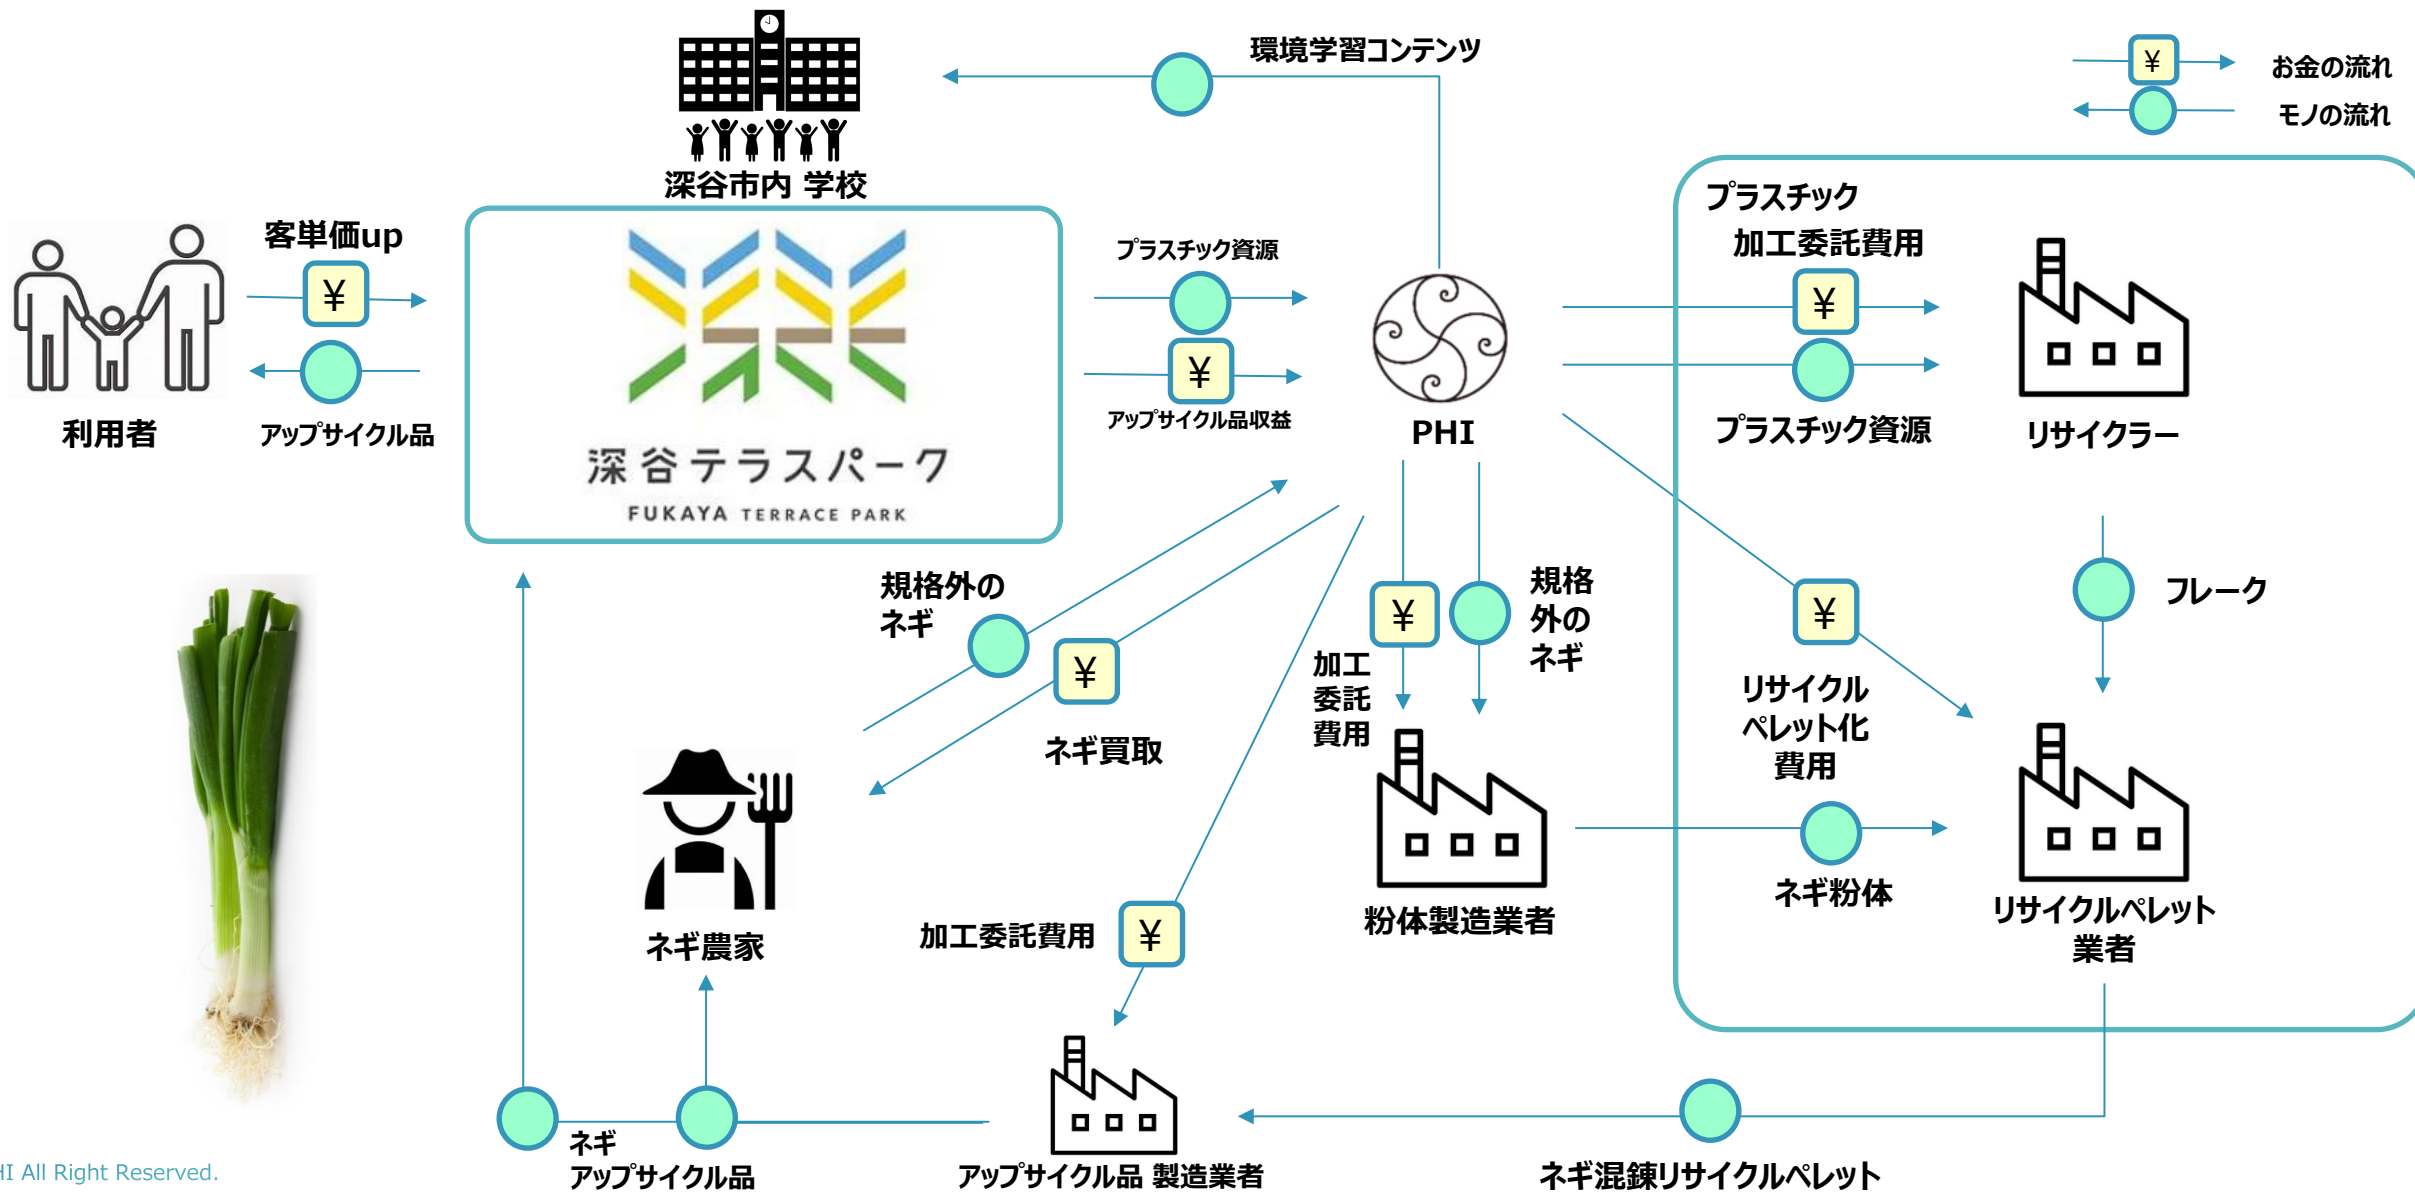 環境学習コンテンツ
¥
お金の流れ
モノの流れ
深谷市内 学校
客単価up
¥
アップサイクル品
利用者
深谷テラスパーク
FUKAYA TERRACE PARK
プラスチック資源
¥
アップサイクル品収益
PHI
プラスチック
加工委託費用
¥
プラスチック資源
リサイクラー
規格外の
ネギ
¥
ネギ買取
¥
加工
委託
費用
規格
外の
ネギ
¥
リサイクル
ペレット化
費用
フレーク
ネギ農家
加工委託費用
¥
粉体製造業者
ネギ粉体
リサイクルペレット
業者
ネギ
アップサイクル品
アップサイクル品 製造業者
ネギ混錬リサイクルペレット
HI All Right Reserved.